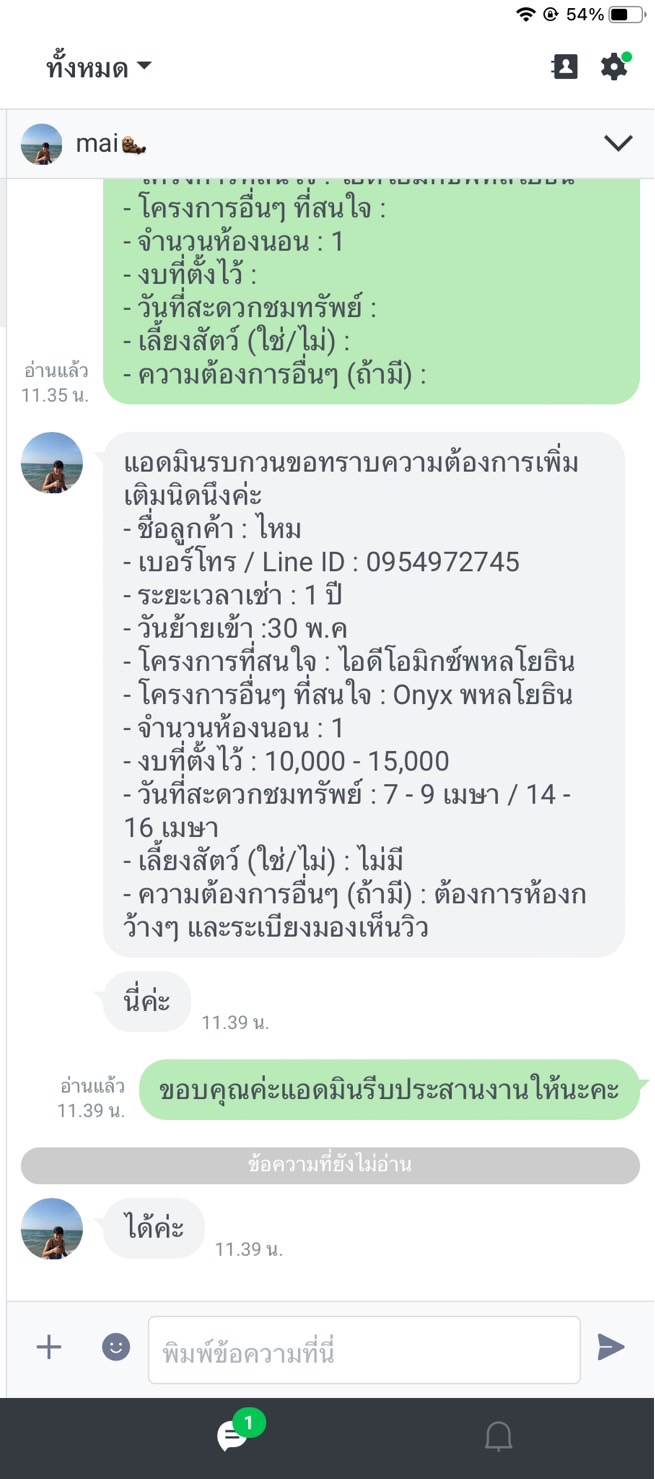 54%
ทั้งหมด
mai
- โครงการอื่นๆ ที่สนใจ :
- จำนวนห้องนอน : 1
- งบที่ตั้งไว้ :
- วันที่สะดวกชมทรัพย์ :
- เลี้ยงสัตว์ (ใช่/ไม่) :
- ความต้องการอื่นๆ (ถ้ามี) :
อ่านแล้ว
11.35 น.
แอดมินรบกวนขอทราบความต้องการเพิ่ม
เติมนิดนึงค่ะ
- ชื่อลูกค้า : ไหม
- เบอร์โทร / Line ID : 0954972745
- ระยะเวลาเช่า : 1 ปี
- วันย้ายเข้า :30 พ.ค
- โครงการที่สนใจ : ไอดีโอมิกซ์พหลโยธิน
- โครงการอื่นๆ ที่สนใจ : Onyx พหลโยธิน
- จำนวนห้องนอน : 1
- งบที่ตั้งไว้ : 10,000 - 15,000
- วันที่สะดวกชมทรัพย์ : 7 - 9 เมษา / 14 -
16 เมษา
- เลี้ยงสัตว์ (ใช่/ไม่) : ไม่มี
- ความต้องการอื่นๆ (ถ้ามี) : ต้องการห้องก
ว้างๆ และระเบียงมองเห็นวิว
นี่ค่ะ
11.39 น.
อ่านแล้ว
11.39 น.
ขอบคุณค่ะแอดมินรีบประสานงานให้นะคะ
ข้อความที่ยังไม่อ่าน
ได้ค่ะ
11.39 น.
พิมพ์ข้อความที่นี่
1